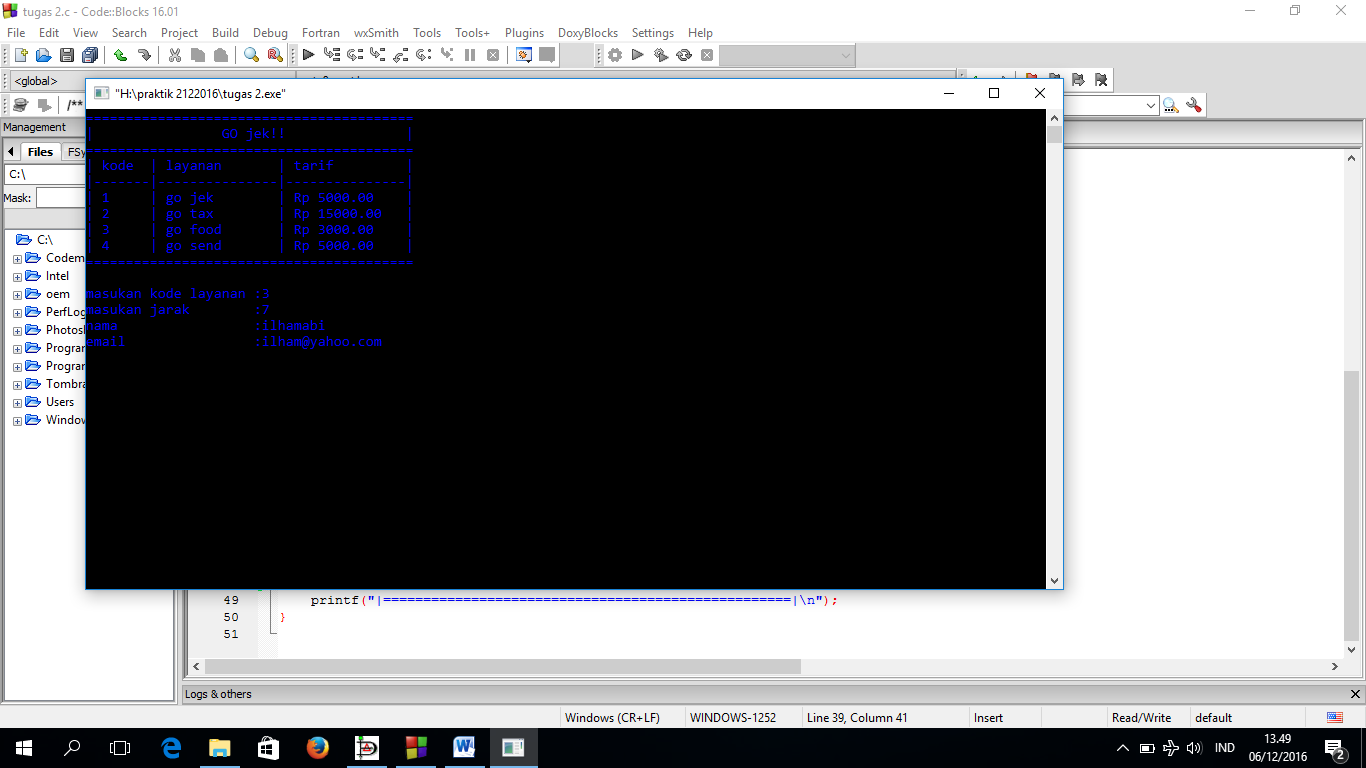 tugas 2.c - Code::Blocks 16.01
File Edit View Search Project Build Debug Fortran wxSmith Tools Tools+ Plugins DoxyBlocks Settings Help
<global>
/**
"H:\praktik 2122016\tugas 2.exe"
Management
Files FSy
C:\
Mask:
C:\
Codem
Intel
oem
PerfLog
Photosh
Program
Program
Tombra
Users
Window
=========================================
| GO jek!! |
=========================================
| kode | layanan | tarif |
|-------|---------------|---------------|
| 1 | go jek | Rp 5000.00 |
| 2 | go tax | Rp 15000.00 |
| 3 | go food | Rp 3000.00 |
| 4 | go send | Rp 5000.00 |
=========================================
masukan kode layanan :3
masukan jarak :7
nama :ilhamabi
email :ilham@yahoo.com
49 printf("|===================================================|\n");
50 }
51
Logs & others
Windows (CR+LF) WINDOWS-1252 Line 39, Column 41 Insert Read/Write default
IND 13.49
06/12/2016 2